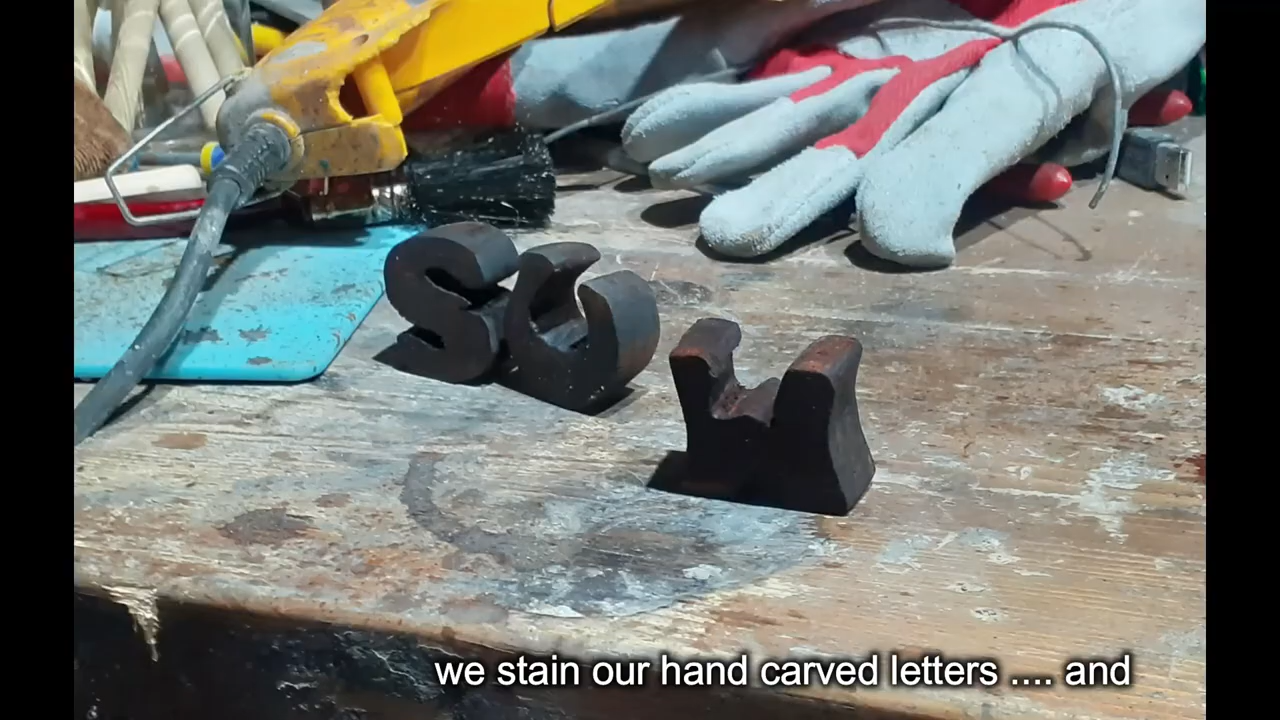 we stain our hand carved letters .... and